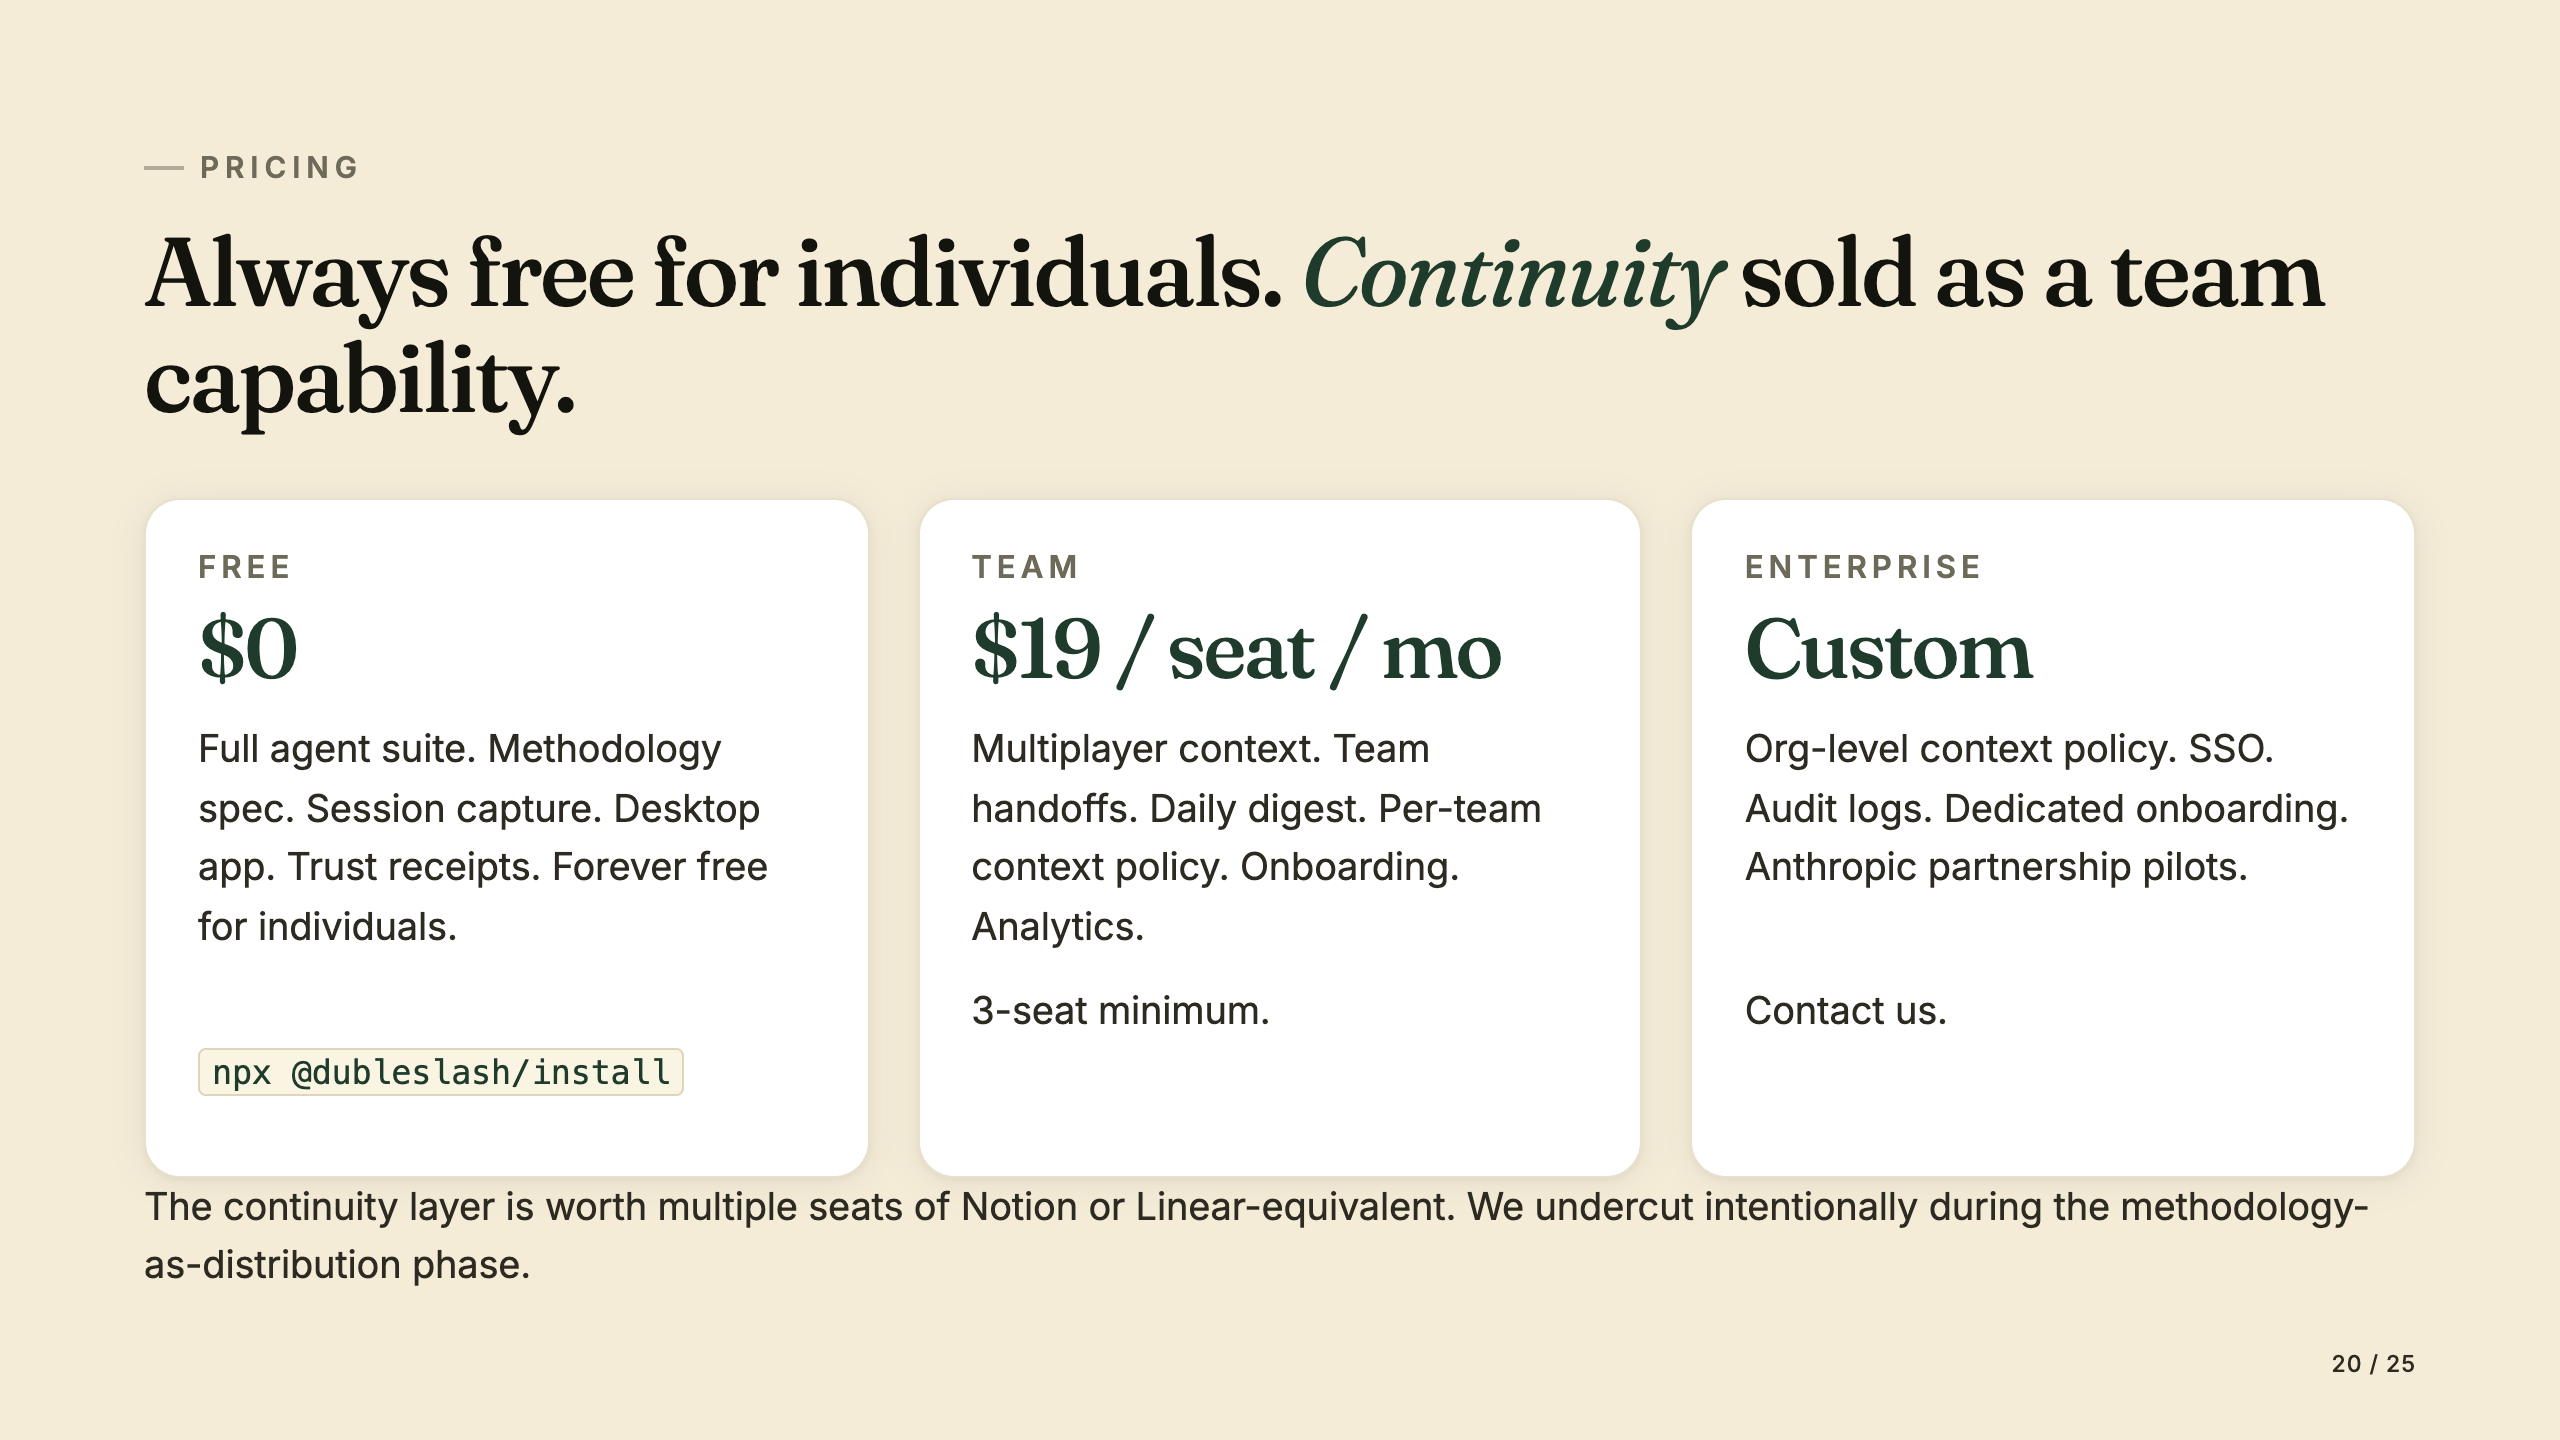 PRICING
Always free for individuals. Continuity sold as a team
capability.
FREE
$0
Full agent suite. Methodology
spec. Session capture. Desktop
app. Trust receipts. Forever free
for individuals.
npx @dubleslash/install
TEAM
$19 / seat / mo
Multiplayer context. Team
handoffs. Daily digest. Per-team
context policy. Onboarding.
Analytics.
3-seat minimum.
ENTERPRISE
Custom
Org-level context policy. SSO.
Audit logs. Dedicated onboarding.
Anthropic partnership pilots.
Contact us.
The continuity layer is worth multiple seats of Notion or Linear-equivalent. We undercut intentionally during the methodology-
as-distribution phase.
20 / 25